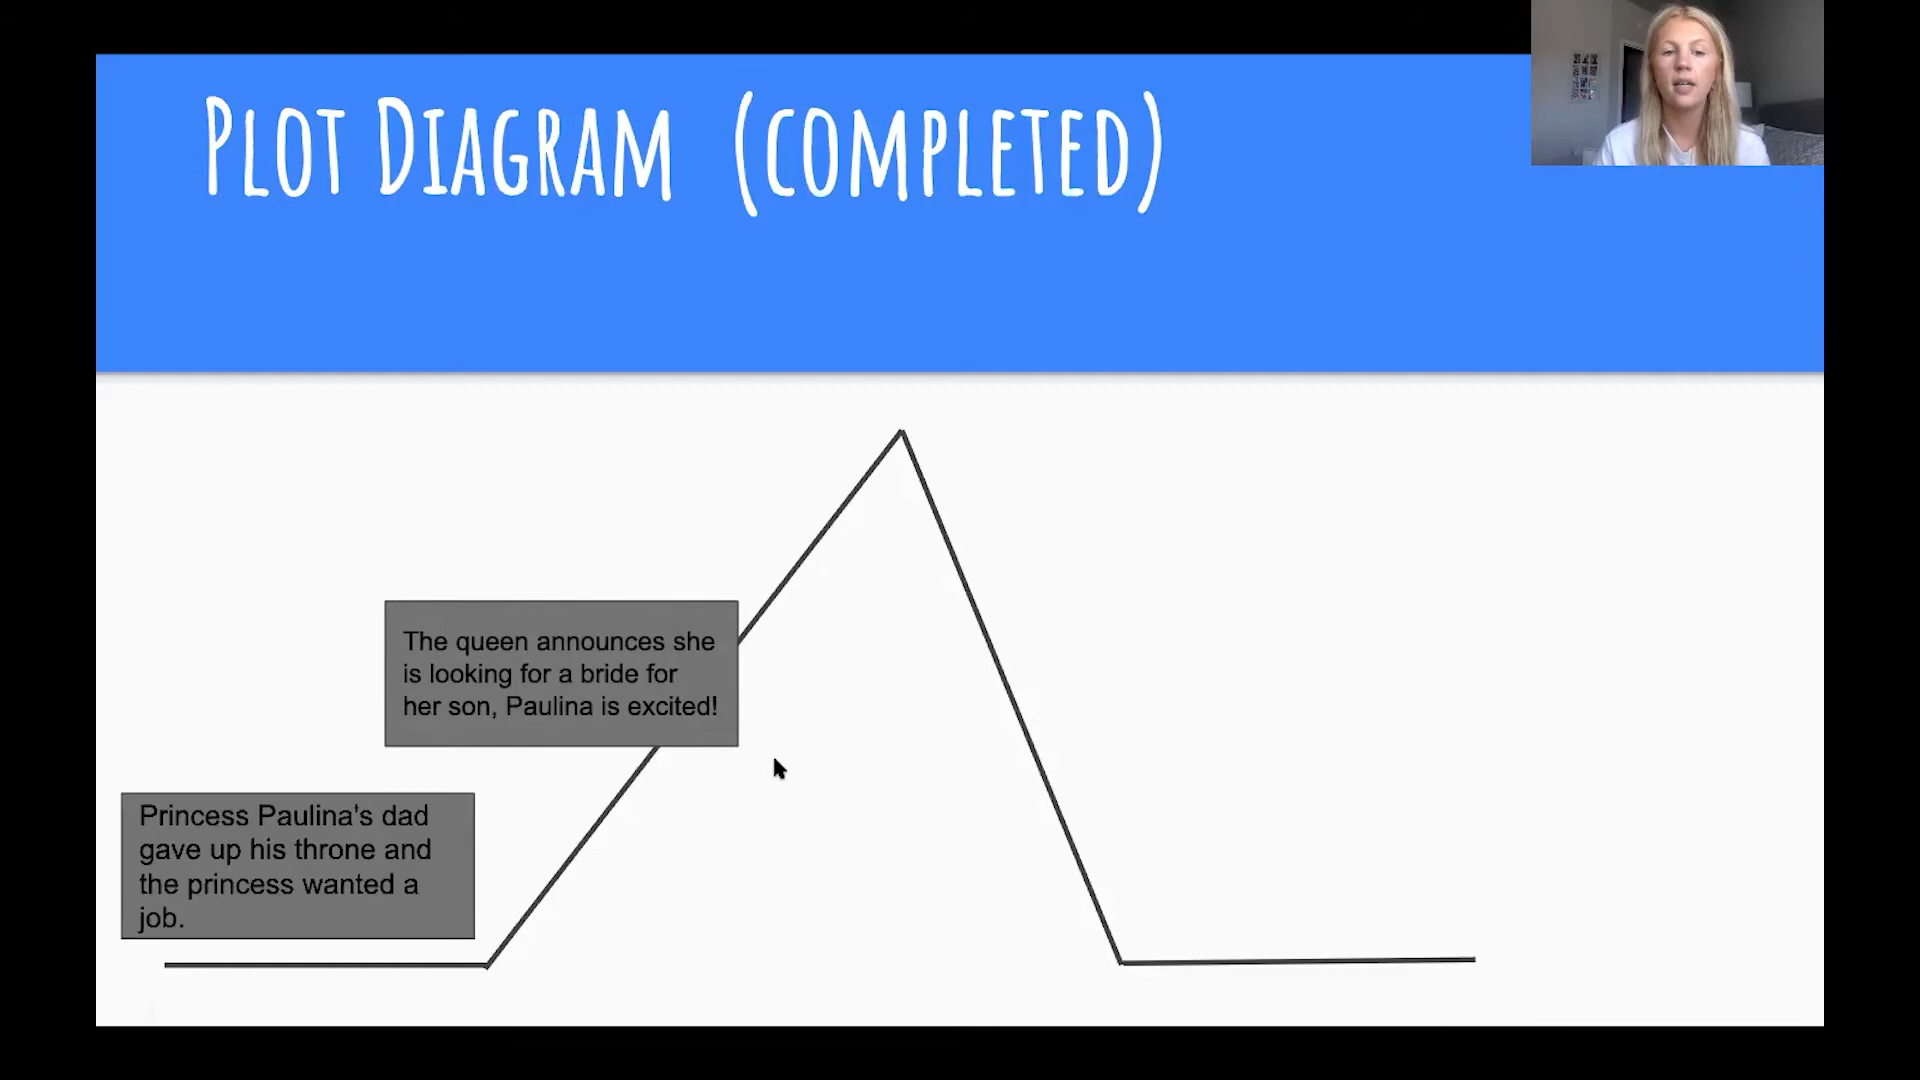 PLOT DIAGRAM (COMPLETED)
The queen announces she
is looking for a bride for
her son, Paulina is excited!
Princess Paulina's dad
gave up his throne and
the princess wanted a
job.